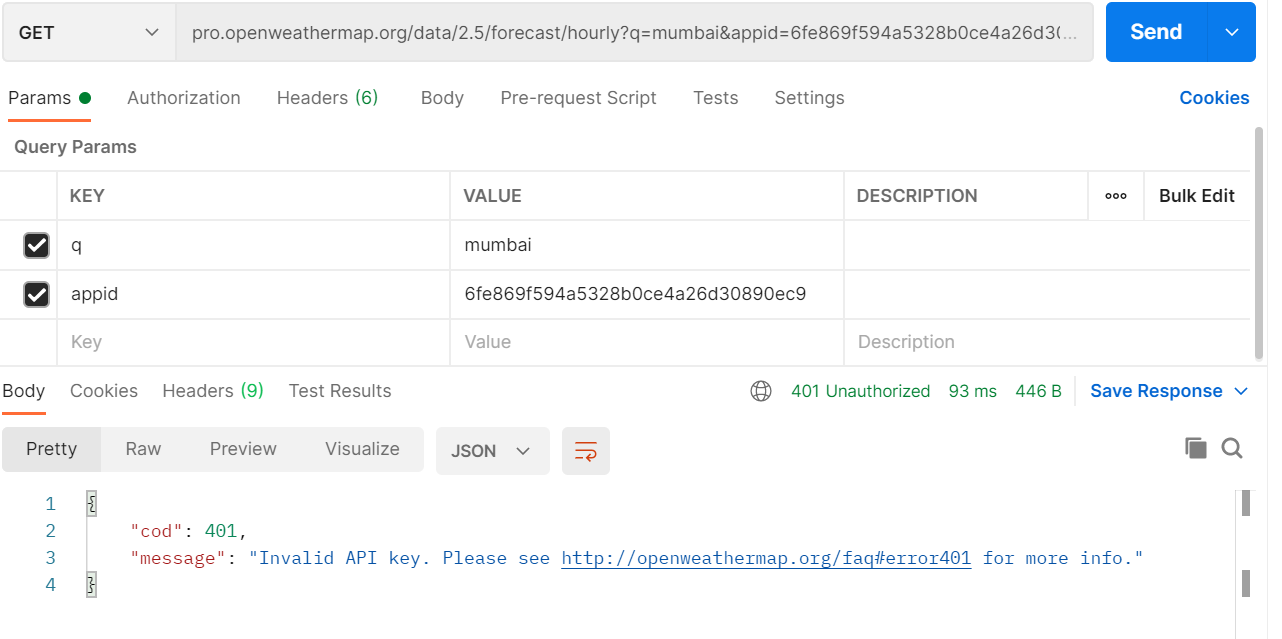 GET pro.openweathermap.org/data/2.5/forecast/hourly?q=mumbai&appid=6fe869f594a5328b0ce4a26d3(... Send
Params Authorization Headers (6) Body Pre-request Script Tests Settings Cookies
Query Params
KEY VALUE DESCRIPTION ooo Bulk Edit
q mumbai
appid 6fe869f594a5328b0ce4a26d30890ec9
Key Value Description
Body Cookies Headers (9) Test Results 401 Unauthorized 93 ms 446 B Save Response
Pretty Raw Preview Visualize JSON
1 {
2 "cod": 401,
3 "message": "Invalid API key. Please see http://openweathermap.org/faq#error401 for more info."
4 }